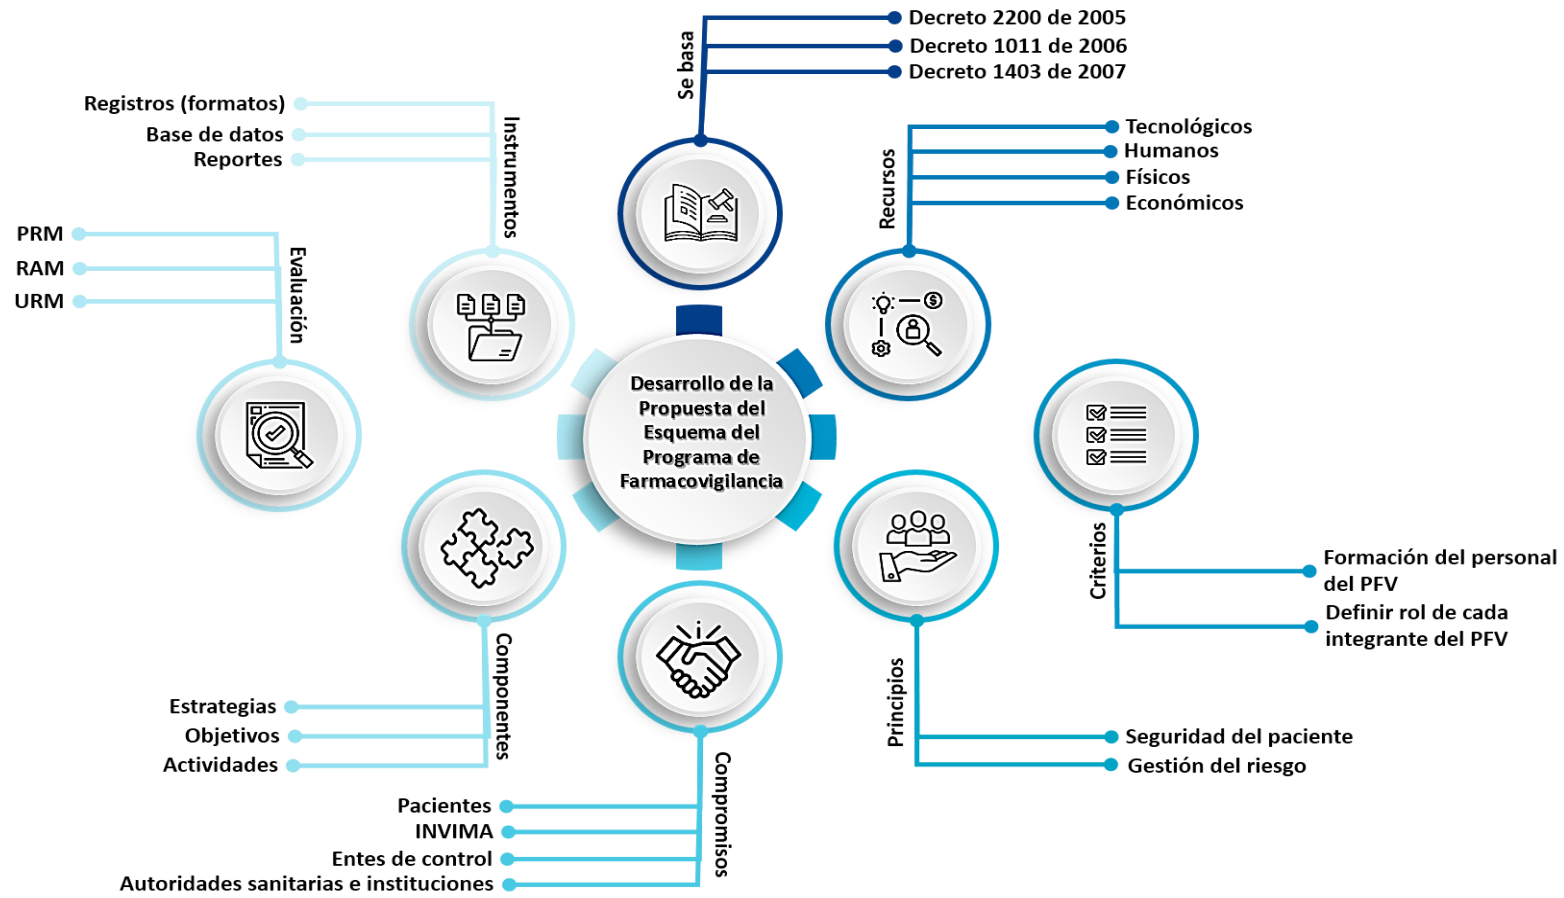 Se basa
Decreto 2200 de 2005
Decreto 1011 de 2006
Decreto 1403 de 2007
Recursos
Tecnológicos
Humanos
Físicos
Económicos
Criterios
Formación del personal
del PFV
Definir rol de cada
integrante del PFV
Principios
Seguridad del paciente
Gestión del riesgo
Compromisos
Pacientes
INVIMA
Entes de control
Autoridades sanitarias e instituciones
Componentes
Estrategias
Objetivos
Actividades
Evaluación
PRM
RAM
URM
Instrumentos
Registros (formatos)
Base de datos
Reportes
Desarrollo de la
Propuesta del
Esquema del
Programa de
Farmacovigilancia
$